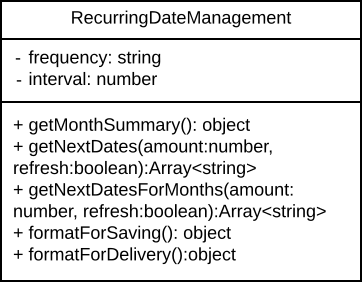 RecurringDateManagement
- frequency: string
- interval: number
+ getMonthSummary(): object
+ getNextDates(amount:number,
refresh:boolean):Array<string>
+ getNextDatesForMonths(amount:
number, refresh:boolean):Array<string>
+ formatForSaving(): object
+ formatForDelivery():object